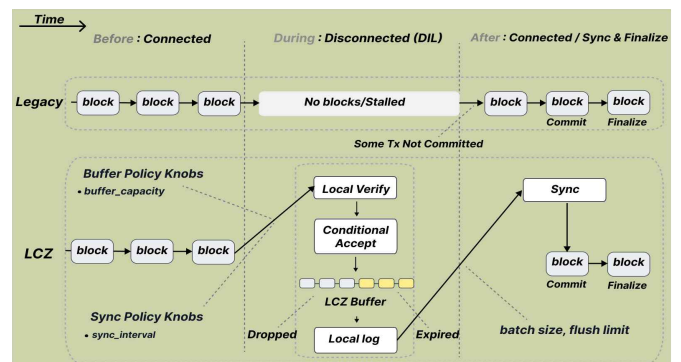 Time
Before : Connected
During : Disconnected (DIL)
After : Connected / Sync & Finalize
Legacy
block
block
block
No blocks/Stalled
block
block
block
Commit
Finalize
Some Tx Not Committed
Buffer Policy Knobs
• buffer_capacity
Local Verify
Sync
Conditional
Accept
LCZ
block
block
block
block
block
Commit
Finalize
LCZ Buffer
Sync Policy Knobs
• sync_interval
Dropped
Expired
Local log
batch size, flush limit